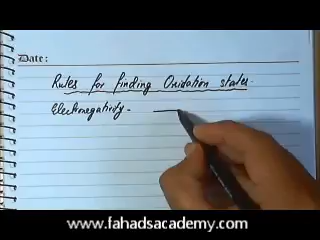 Date:
Rules for finding Oxidation states.
Electronegativity.
www.fahadsacademy.com